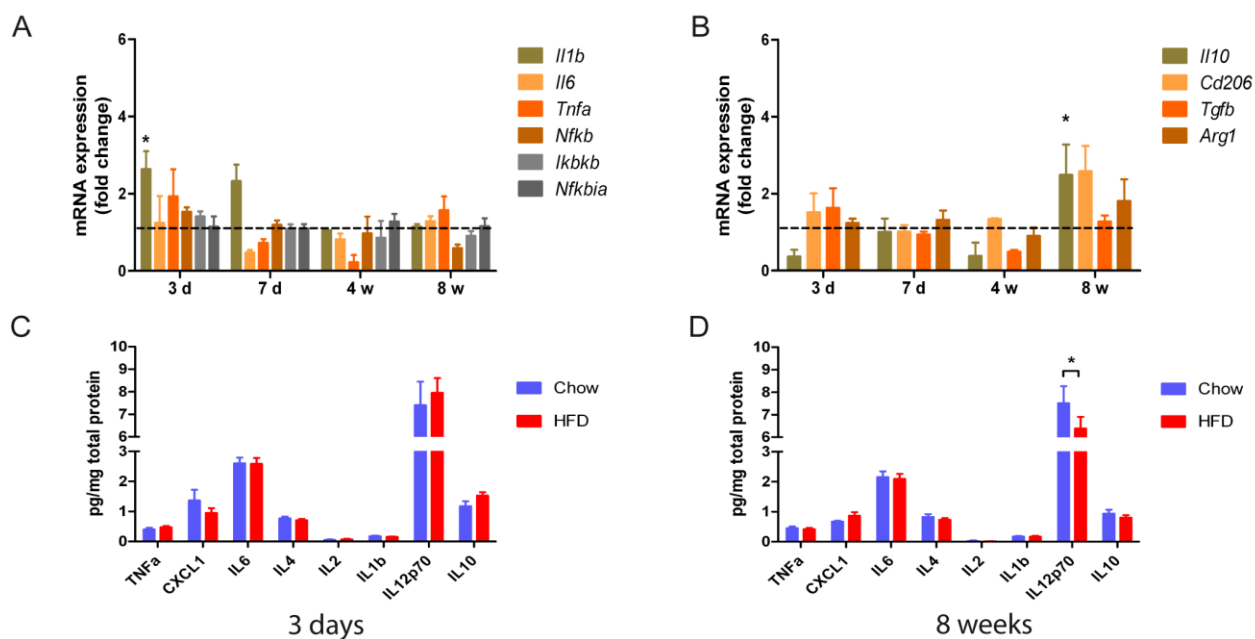 A
mRNA expression
(fold change)
6
4
2
0
*
3 d 7 d 4 w 8 w
Il1b
Il6
Tnfa
Nfkb
Ikbkb
Nfkbia
B
mRNA expression
(fold change)
6
4
2
0
*
3 d 7 d 4 w 8 w
Il10
Cd206
Tgfb
Arg1
C
pg/mg total protein
10
9
8
7
6
3
2
1
0
TNFa CXCL1 IL6 IL4 IL2 IL1b IL12p70 IL10
Chow
HFD
3 days
D
pg/mg total protein
10
9
8
7
6
3
2
1
0
*
TNFa CXCL1 IL6 IL4 IL2 IL1b IL12p70 IL10
Chow
HFD
8 weeks